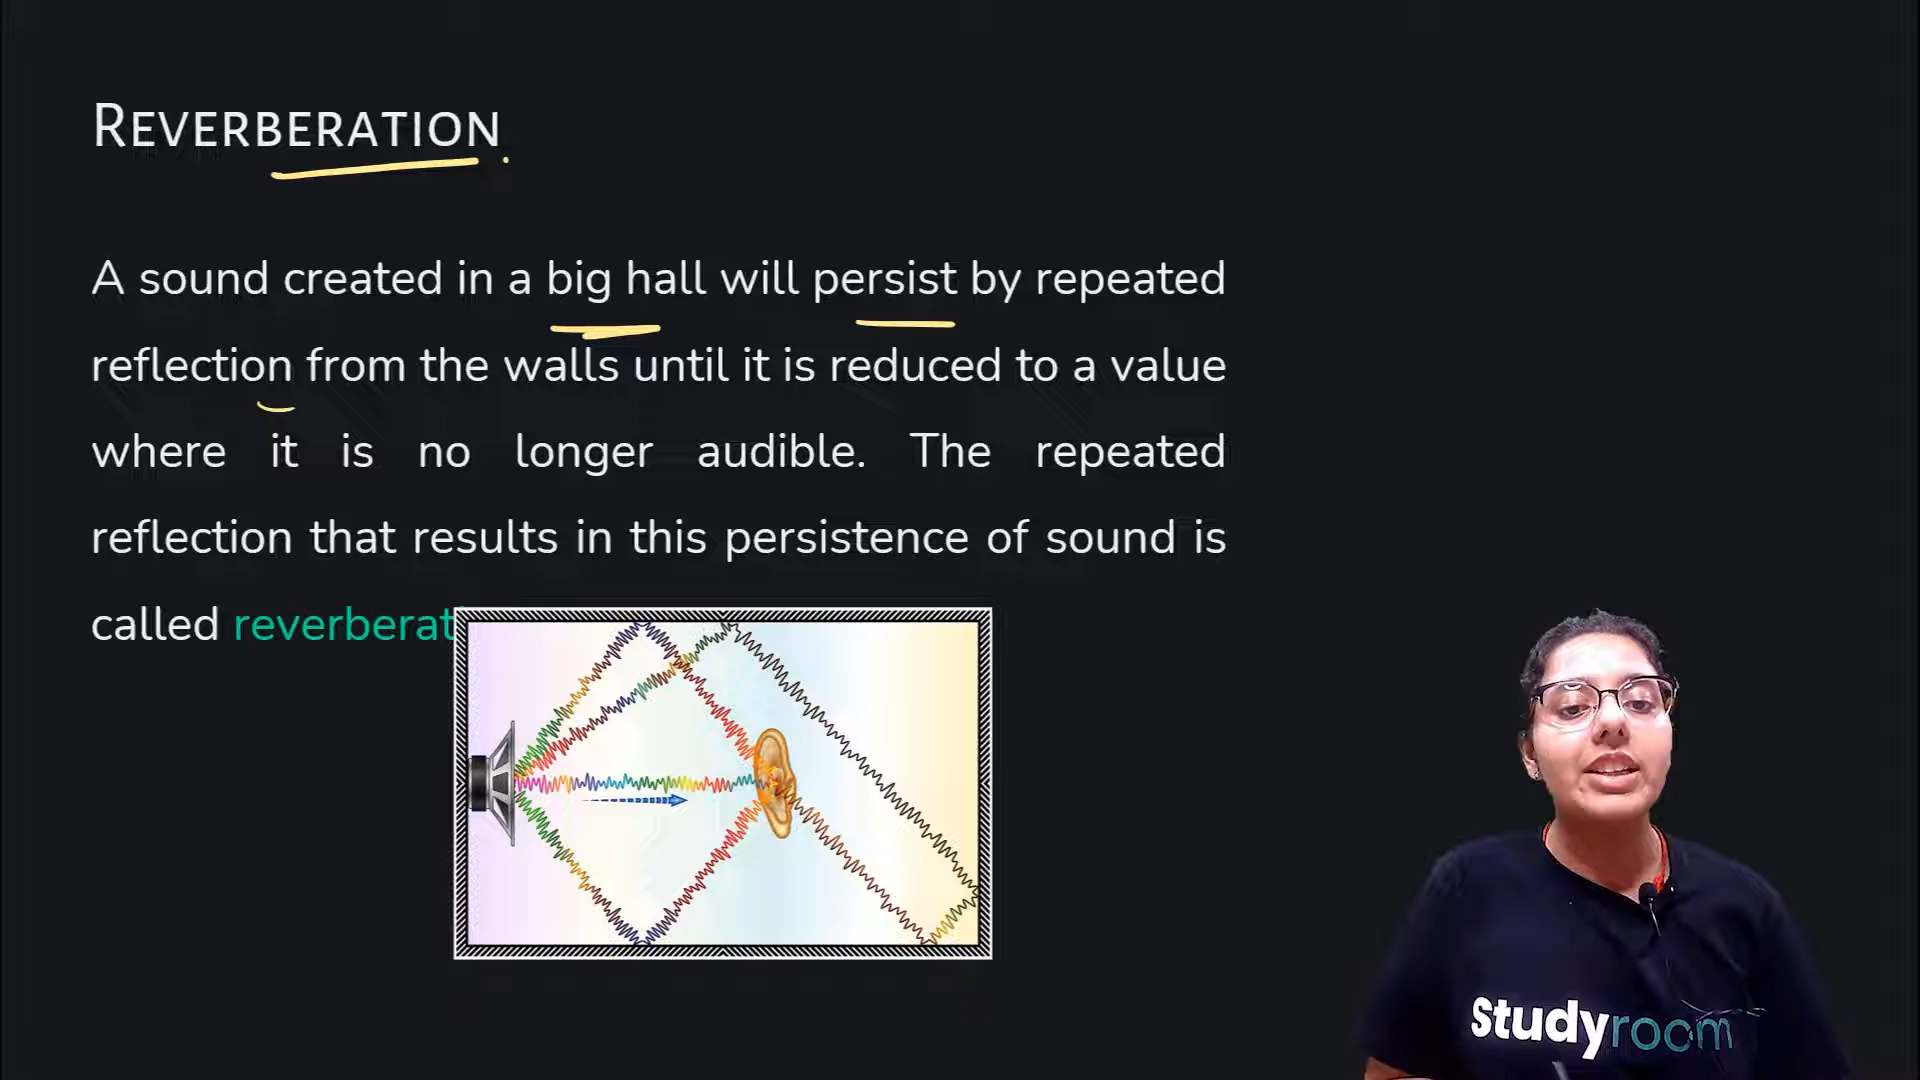 REVERBERATION
A sound created in a big hall will persist by repeated
reflection from the walls until it is reduced to a value
where it is no longer audible. The repeated
reflection that results in this persistence of sound is
called reverberat
Studyroom